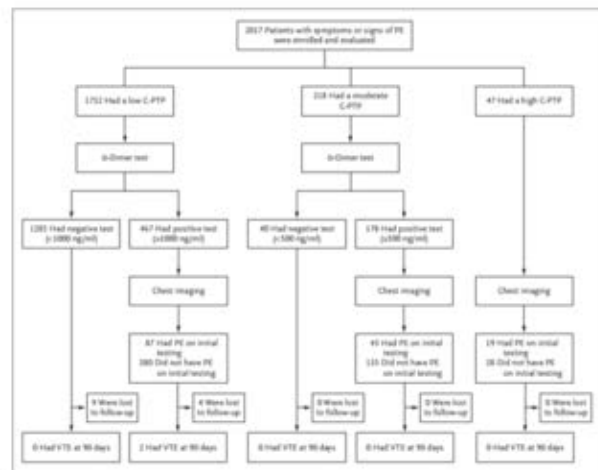 2017 Patients with symptoms or signs of PE
were enrolled and evaluated
1752 Had a low C-PTP
218 Had a moderate
C-PTP
47 Had a high C-PTP
D-Dimer test
D-Dimer test
1285 Had negative test
(<1000 ng/ml)
467 Had positive test
(≥1000 ng/ml)
40 Had negative test
(<500 ng/ml)
178 Had positive test
(≥500 ng/ml)
Chest imaging
Chest imaging
Chest imaging
87 Had PE on initial
testing
380 Did not have PE
on initial testing
Had PE on initial
testing
Did not have PE
on initial testing
19 Had PE on initial
testing
28 Did not have PE
on initial testing
9 Were lost
to follow-up
4 Were lost
to follow-up
0 Were lost
to follow-up
0 Were lost
to follow-up
0 Were lost
to follow-up
0 Had VTE at 90 days
2 Had VTE at 90 days
0 Had VTE at 90 days
0 Had VTE at 90 days
0 Had VTE at 90 days